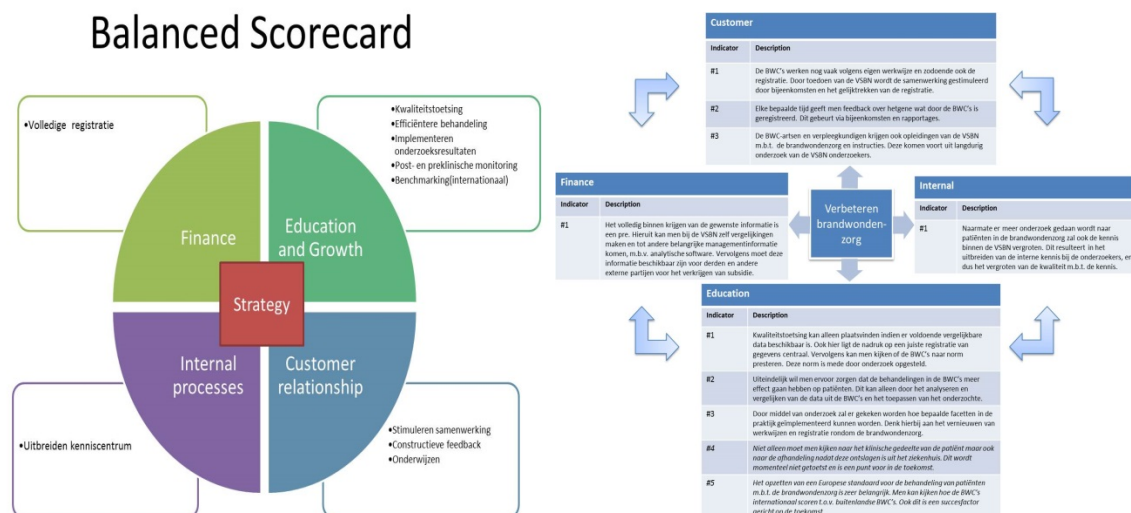 Balanced Scorecard
•Volledige registratie
•Kwaliteitstoetsing
•Efficiëntere behandeling
•Implementeren
onderzoeksresultaten
•Post- en preklinische monitoring
•Benchmarking(internationaal)
Finance
Education
and Growth
Strategy
Internal
processes
Customer
relationship
•Uitbreiden kenniscentrum
•Stimuleren samenwerking
•Constructieve feedback
•Onderwijzen
Customer
Indicator Description
#1 De BWC's werken nog vaak volgens eigen werkwijze en zodoende ook de
registratie. Door toedoen van de VSBN wordt de samenwerking gestimuleerd
door bijeenkomsten en het gelijktrekken van de registratie.
#2 Elke bepaalde tijd geeft men feedback over hetgene wat door de BWC's is
geregistreerd. Dit gebeurt via bijeenkomsten en rapportages.
#3 De BWC-artsen en verpleegkundigen krijgen ook opleidingen van de VSBN
m.b.t. de brandwondenzorg en instructies. Deze komen voort uit langdurig
onderzoek van de VSBN onderzoekers.
Finance
Indicator Description
#1 Het volledig binnen krijgen van de gewenste informatie is
een pre. Hieruit kan men bij de VSBN zelf vergelijkingen
maken en tot andere belangrijke managementinformatie
komen, m.b.v. analytische software. Vervolgens moet deze
informatie beschikbaar zijn voor derden en andere
externe partijen voor het verkrijgen van subsidie.
Verbeteren
brandwonden-
zorg
Internal
Indicator Description
#1 Naarmate er meer onderzoek gedaan wordt naar
patiënten in de brandwondenzorg zal ook de kennis
binnen de VSBN vergroten. Dit resulteert in het
uitbreiden van de interne kennis bij de onderzoekers, en
dus het vergroten van de kwaliteit m.b.t. de kennis.
Education
Indicator Description
#1 Kwaliteitstoetsing kan alleen plaatsvinden indien er voldoende vergelijkbare
data beschikbaar is. Ook hier ligt de nadruk op een juiste registratie van
gegevens centraal. Vervolgens kan men kijken of de BWC's naar norm
presteren. Deze norm is mede door onderzoek opgesteld.
#2 Uiteindelijk wil men ervoor zorgen dat de behandelingen in de BWC's meer
effect gaan hebben op patiënten. Dit kan alleen door het analyseren en
vergelijken van de data uit de BWC's en het toepassen van het onderzochte.
#3 Door middel van onderzoek zal er gekeken worden hoe bepaalde facetten in de
praktijk geïmplementeerd kunnen worden. Denk hierbij aan het vernieuwen van
werkwijzen en registratie rondom de brandwondenzorg.
#4 Niet alleen moet men kijken naar het klinische gedeelte van de patiënt maar ook
naar de afhandeling nadat deze ontslagen is uit het ziekenhuis. Dit wordt
momenteel niet getoetst en is een punt voor in de toekomst.
#5 Het opzetten van een Europese standaard voor de behandeling van patiënten
m.b.t. de brandwondenzorg is zeer belangrijk. Men kan kijken hoe de BWC's
internationaal scoren t.o.v. buitenlandse BWC's. Ook dit is een succesfactor
gericht op de toekomst.